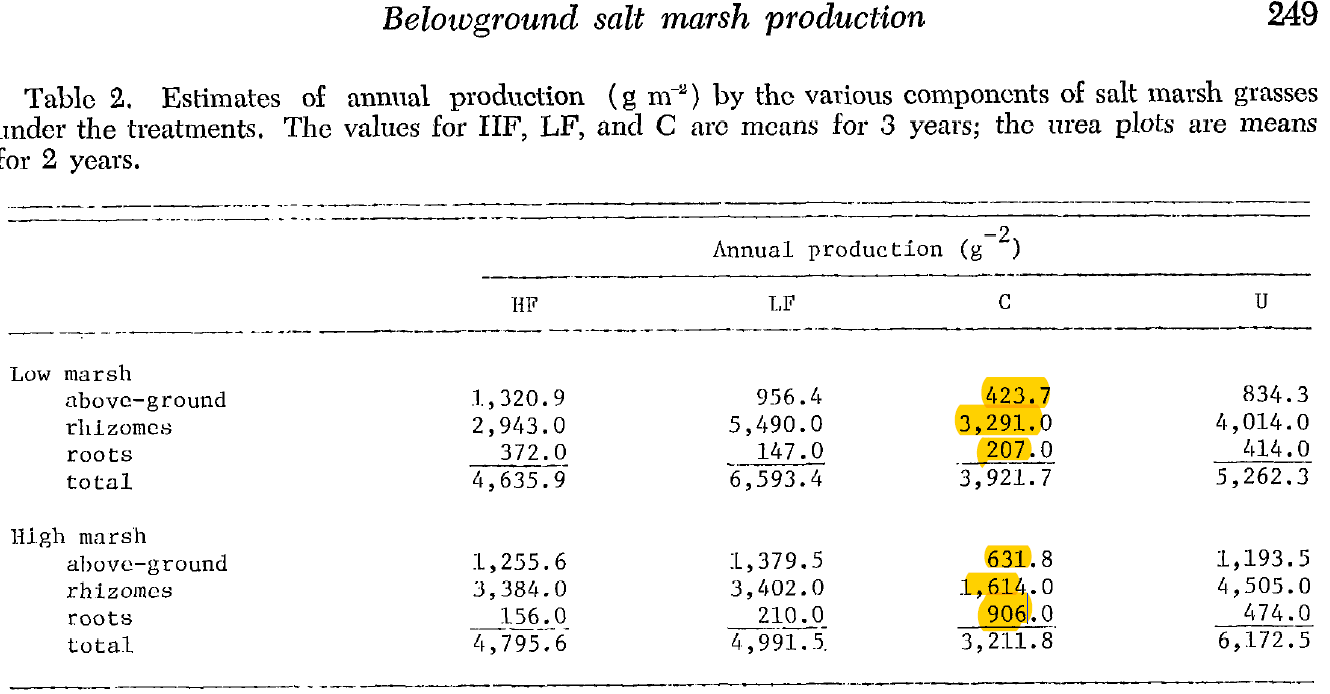 Belowground salt marsh production 249
Table 2. Estimates of annual production (g m⁻²) by the various components of salt marsh grasses
under the treatments. The values for HF, LF, and C are means for 3 years; the urea plots are means
for 2 years.
Annual production (g⁻²)
HF LF C U
Low marsh
above-ground 1,320.9 956.4 423.7 834.3
rhizomes 2,943.0 5,490.0 3,291.0 4,014.0
roots 372.0 147.0 207.0 414.0
total 4,635.9 6,593.4 3,921.7 5,262.3
High marsh
above-ground 1,255.6 1,379.5 631.8 1,193.5
rhizomes 3,384.0 3,402.0 1,614.0 4,505.0
roots 156.0 210.0 906.0 474.0
total 4,795.6 4,991.5 3,211.8 6,172.5